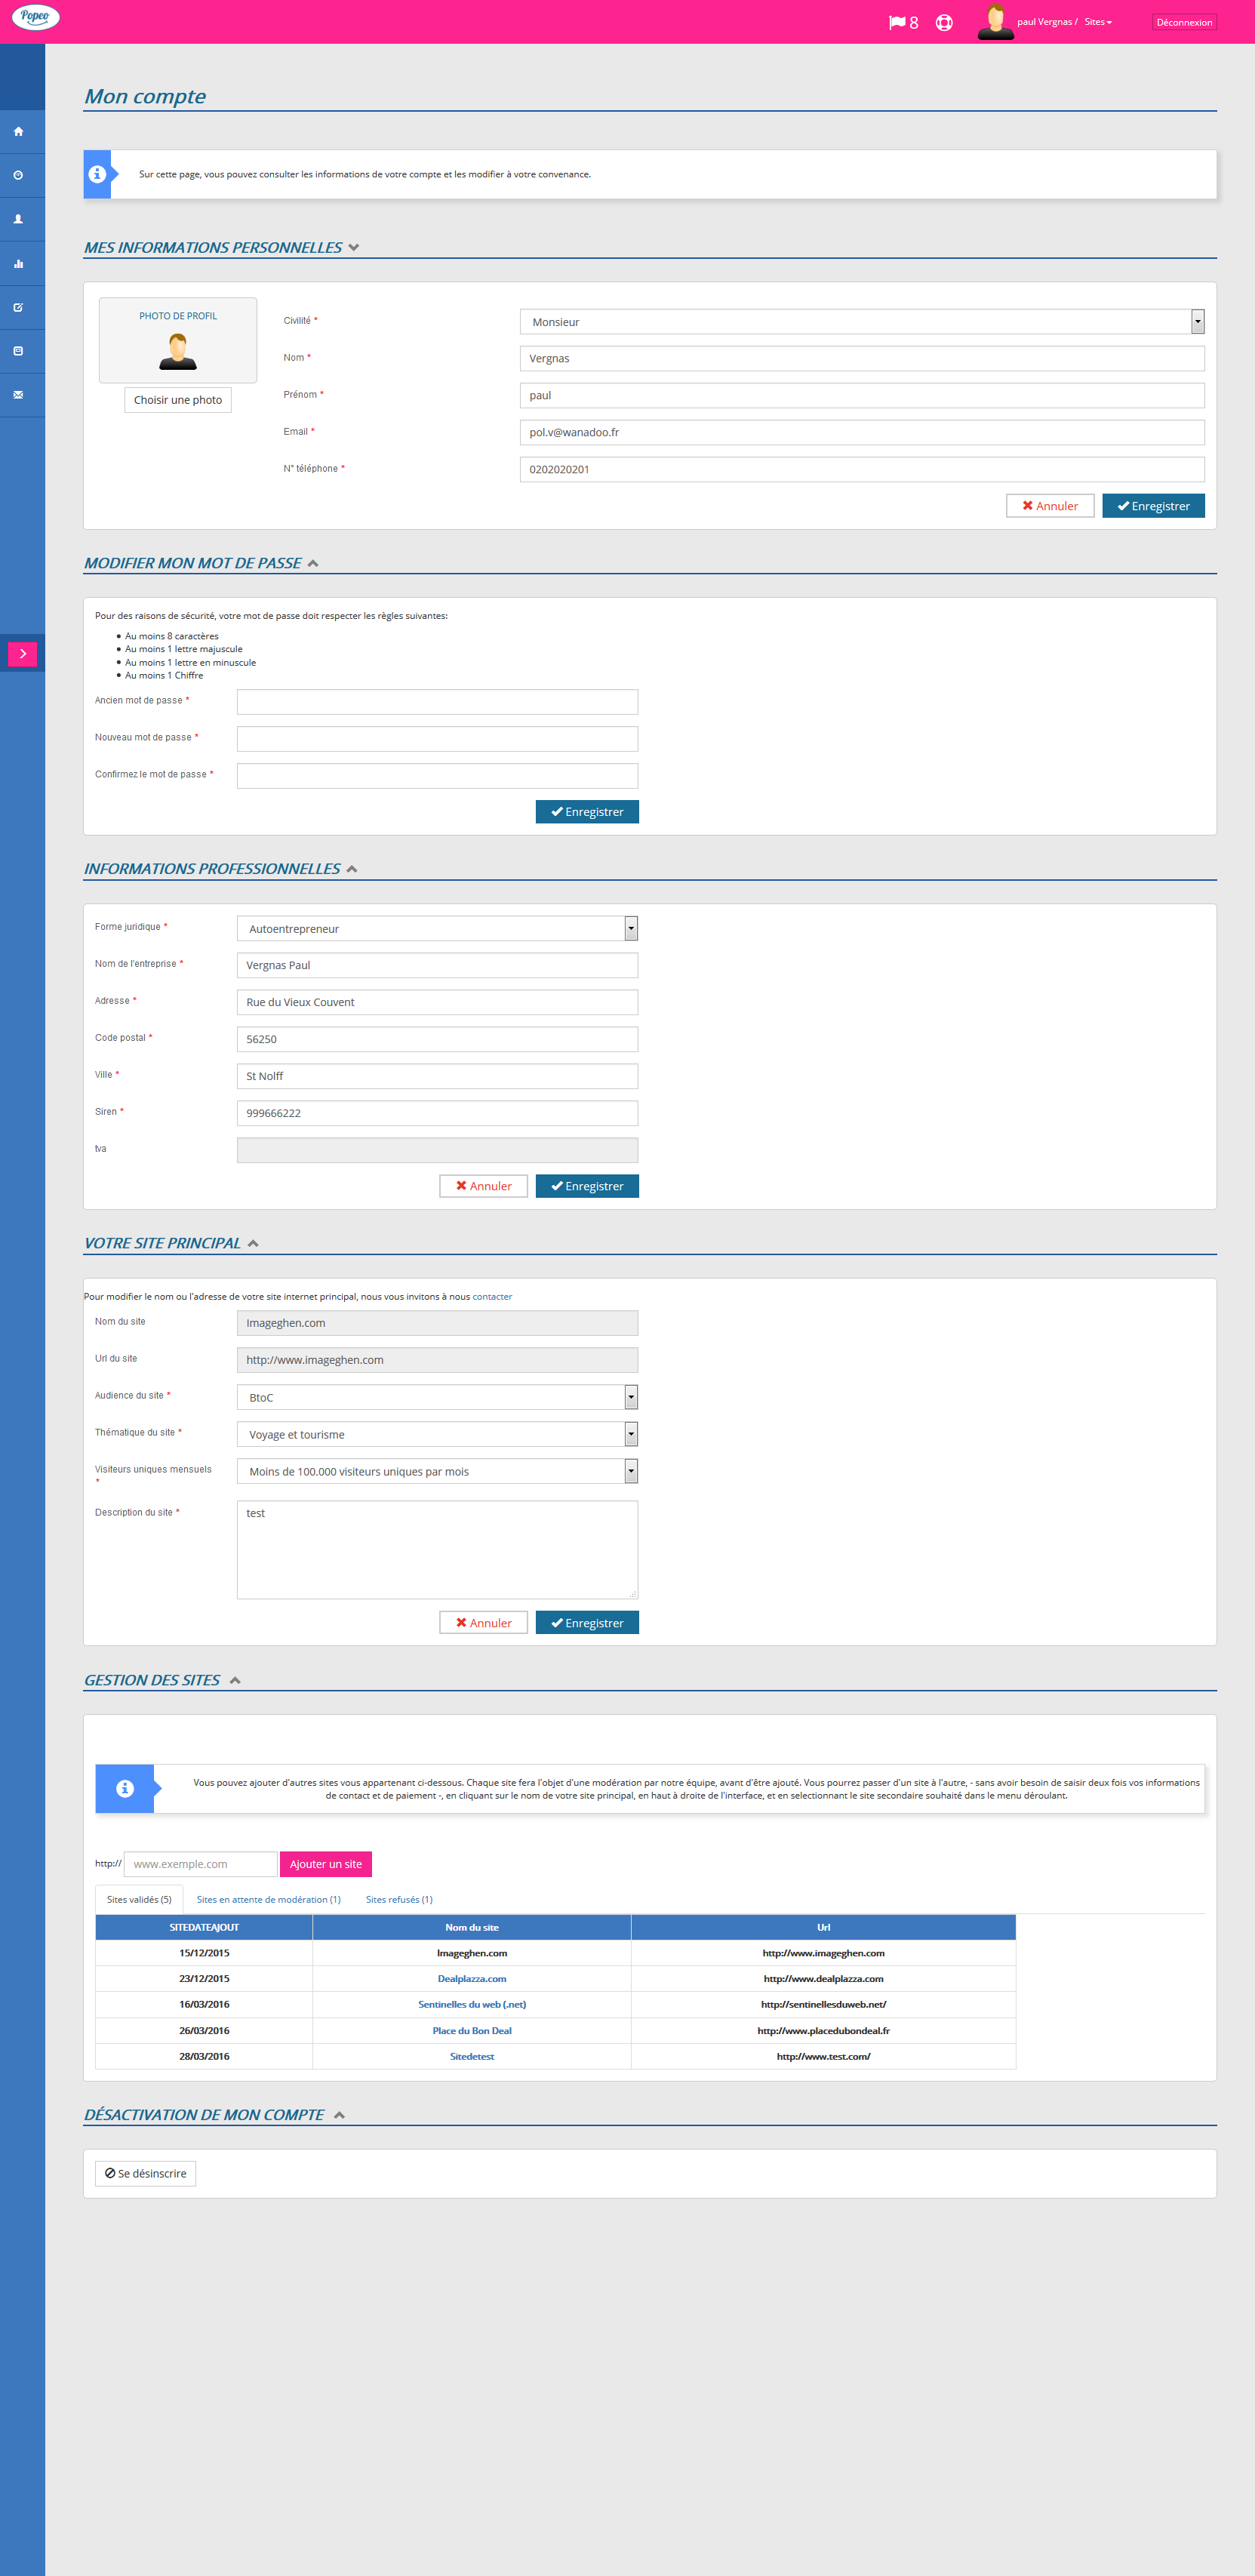 Popeo
8
paul Vergnas / Sites
Déconnexion
Mon compte
Sur cette page, vous pouvez consulter les informations de votre compte et les modifier à votre convenance.
MES INFORMATIONS PERSONNELLES
PHOTO DE PROFIL
Choisir une photo
Civilité *
Monsieur
Nom *
Vergnas
Prénom *
paul
Email *
pol.v@wanadoo.fr
N° téléphone *
0202020201
Annuler
Enregistrer
MODIFIER MON MOT DE PASSE
Pour des raisons de sécurité, votre mot de passe doit respecter les règles suivantes:
Au moins 8 caractères
Au moins 1 lettre majuscule
Au moins 1 lettre en minuscule
Au moins 1 Chiffre
Ancien mot de passe *
Nouveau mot de passe *
Confirmez le mot de passe *
Enregistrer
INFORMATIONS PROFESSIONNELLES
Forme juridique *
Autoentrepreneur
Nom de l'entreprise *
Vergnas Paul
Adresse *
Rue du Vieux Couvent
Code postal *
56250
Ville *
St Nolff
Siren *
999666222
tva
Annuler
Enregistrer
VOTRE SITE PRINCIPAL
Pour modifier le nom ou l'adresse de votre site internet principal, nous vous invitons à nous contacter
Nom du site
Imageghen.com
Url du site
http://www.imageghen.com
Audience du site *
BtoC
Thématique du site *
Voyage et tourisme
Visiteurs uniques mensuels
*
Moins de 100.000 visiteurs uniques par mois
Description du site *
test
Annuler
Enregistrer
GESTION DES SITES
Vous pouvez ajouter d'autres sites vous appartenant ci-dessous. Chaque site fera l'objet d'une modération par notre équipe, avant d'être ajouté. Vous pourrez passer d'un site à l'autre, - sans avoir besoin de saisir deux fois vos informations
de contact et de paiement -, en cliquant sur le nom de votre site principal, en haut à droite de l'interface, et en selectionnant le site secondaire souhaité dans le menu déroulant.
http:// www.exemple.com Ajouter un site
Sites validés (5) Sites en attente de modération (1) Sites refusés (1)
SITEDATEAJOUT Nom du site Url
15/12/2015 Imageghen.com http://www.imageghen.com
23/12/2015 Dealplazza.com http://www.dealplazza.com
16/03/2016 Sentinelles du web (.net) http://sentinellesduweb.net/
26/03/2016 Place du Bon Deal http://www.placedubondeal.fr
28/03/2016 Sitedetest http://www.test.com/
DÉSACTIVATION DE MON COMPTE
Se désinscrire